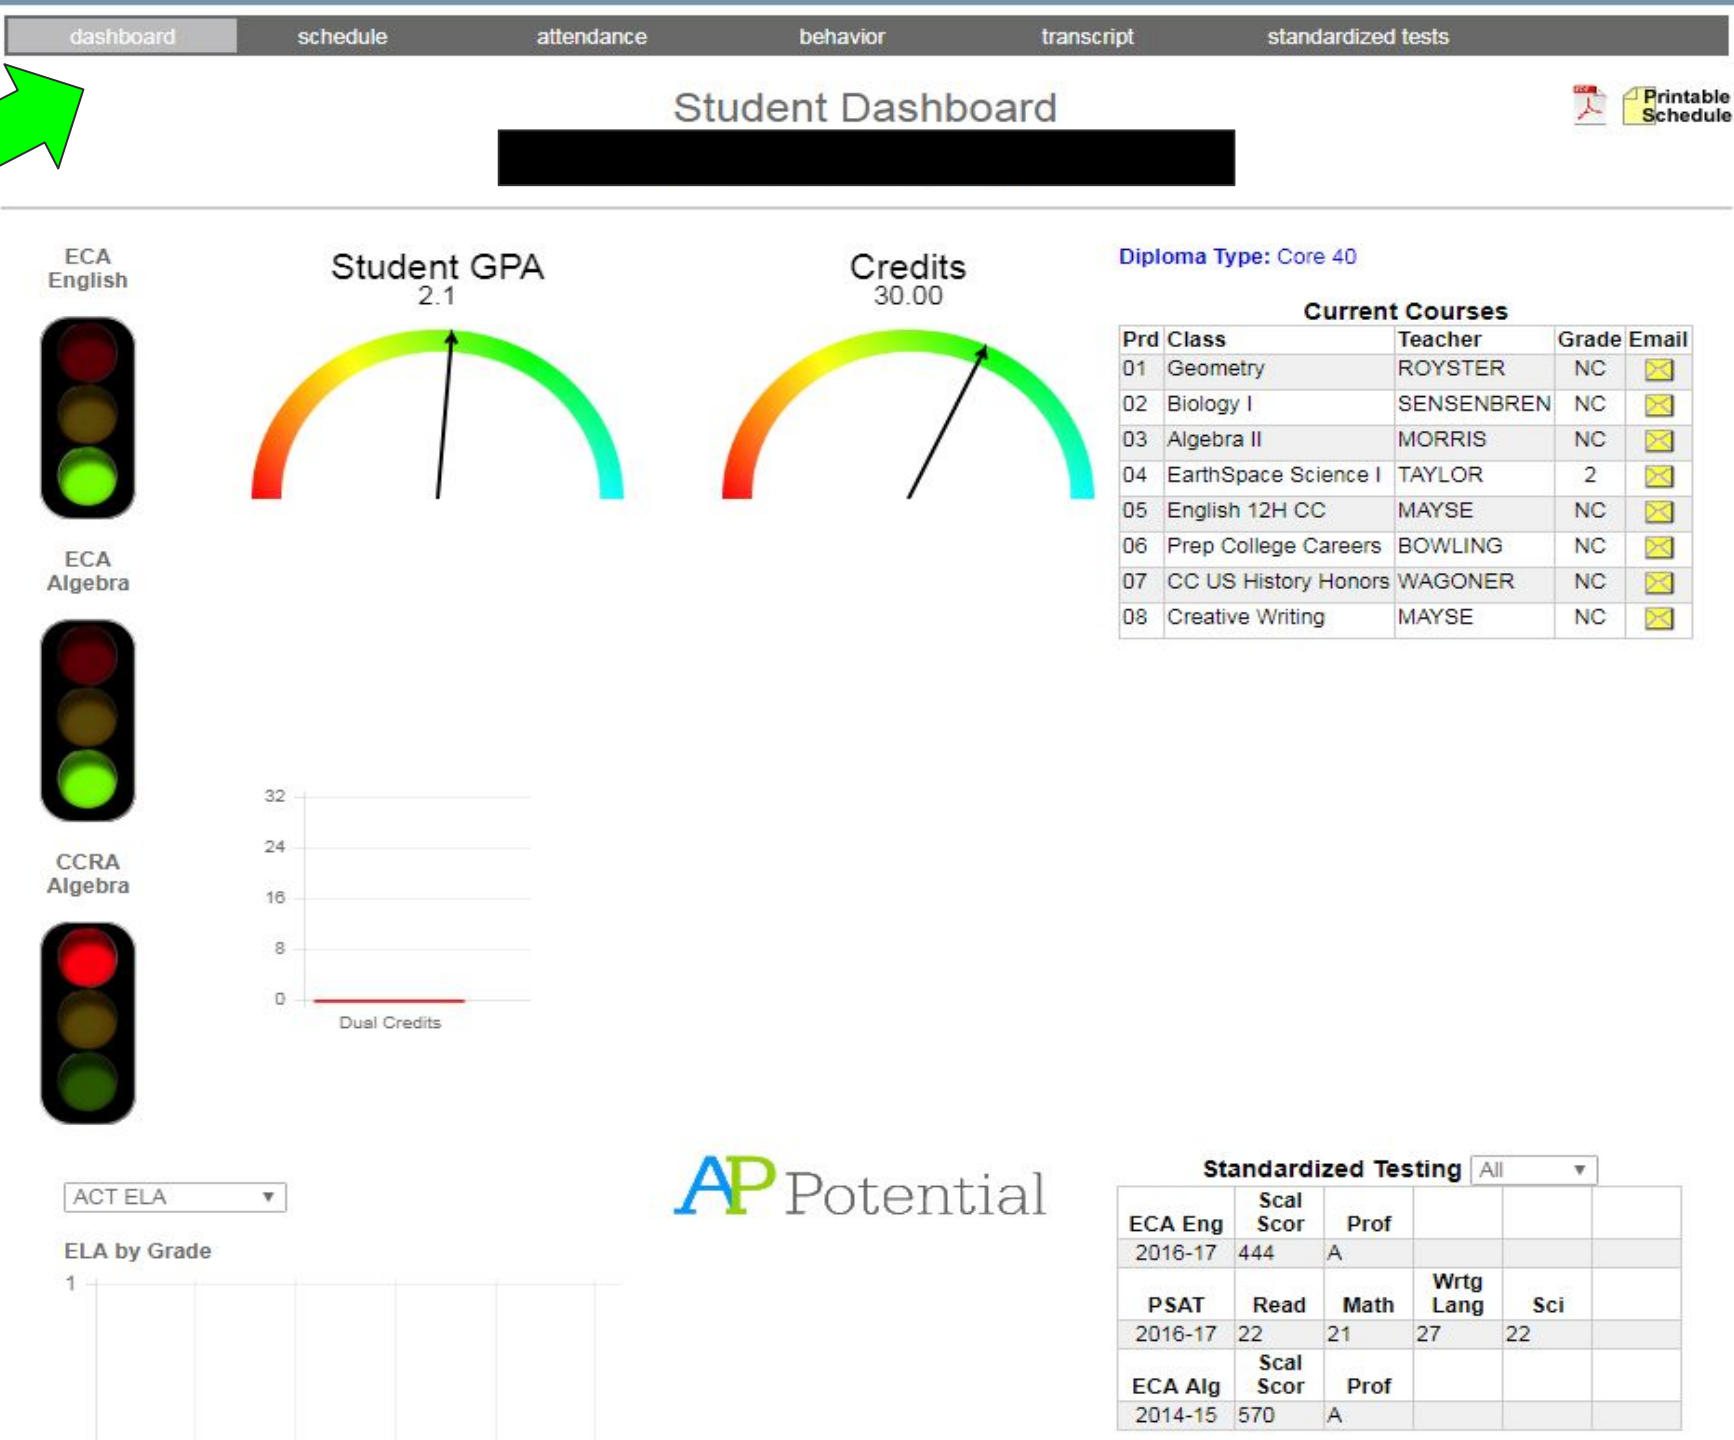 dashboard schedule attendance behavior transcript standardized tests
Student Dashboard
Printable
Schedule
ECA
English
Student GPA
2.1
Credits
30.00
Diploma Type: Core 40
Current Courses
Prd Class Teacher Grade Email
01 Geometry ROYSTER NC
02 Biology I SENSENBREN NC
03 Algebra II MORRIS NC
04 EarthSpace Science I TAYLOR 2
05 English 12H CC MAYSE NC
06 Prep College Careers BOWLING NC
07 CC US History Honors WAGONER NC
08 Creative Writing MAYSE NC
ECA
Algebra
CCRA
Algebra
32
24
16
8
0
Dual Credits
ACT ELA
ELA by Grade
1
AP Potential
Standardized Testing All
ECA Eng Scal Scor Prof
2016-17 444 A
PSAT Read Math Wrtg Lang Sci
2016-17 22 21 27 22
ECA Alg Scal Scor Prof
2014-15 570 A